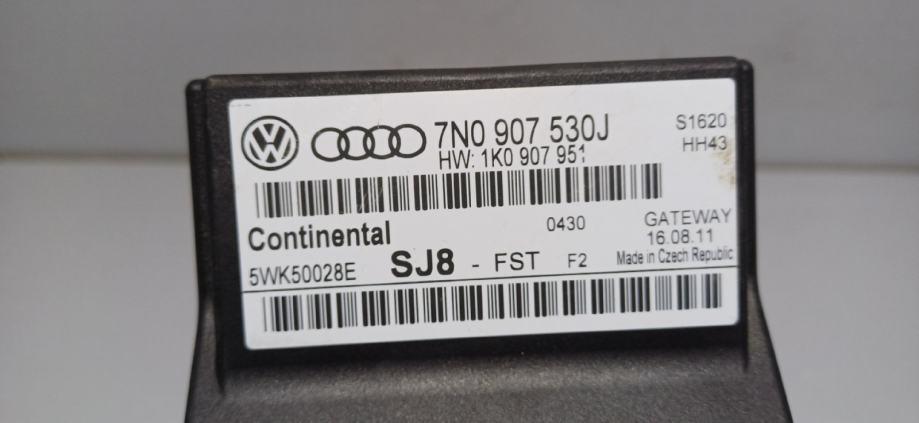 7N0 907 530J
S1620
HW: 1K0 907 951
HH43
Continental
0430
GATEWAY
16.08.11
5WK50028E
SJ8 - FST F2
Made in Czech Republic